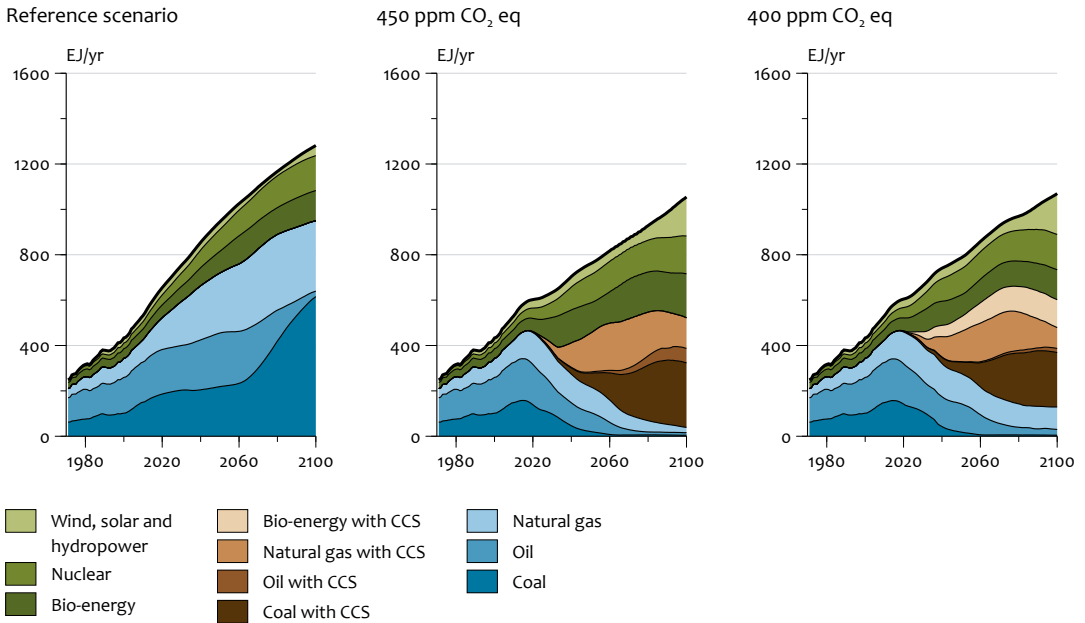 Reference scenario
EJ/yr
1600
1200
800
400
0
1980 2020 2060 2100
450 ppm CO₂ eq
EJ/yr
1600
1200
800
400
0
1980 2020 2060 2100
400 ppm CO₂ eq
EJ/yr
1600
1200
800
400
0
1980 2020 2060 2100
Wind, solar and
hydropower
Nuclear
Bio-energy
Bio-energy with CCS
Natural gas with CCS
Oil with CCS
Coal with CCS
Natural gas
Oil
Coal